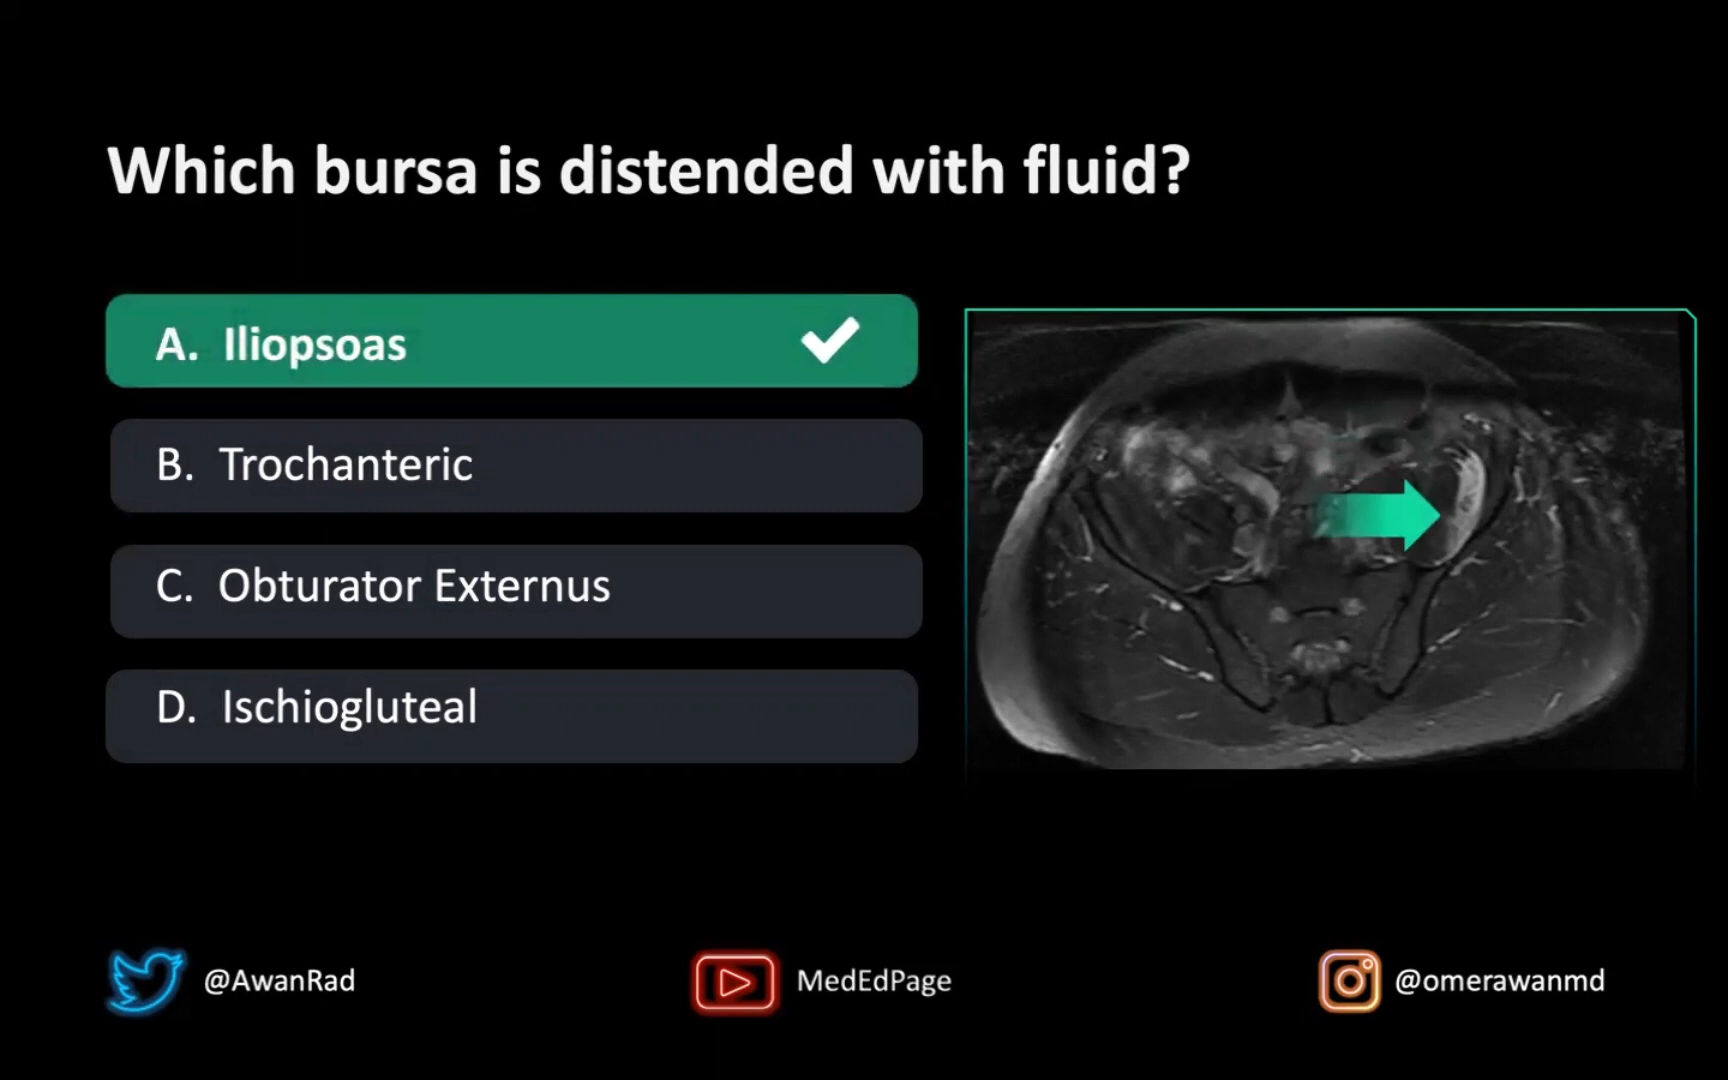 Which bursa is distended with fluid?
A. Iliopsoas
B. Trochanteric
C. Obturator Externus
D. Ischiogluteal
@AwanRad
MedEdPage
@omerawanmd